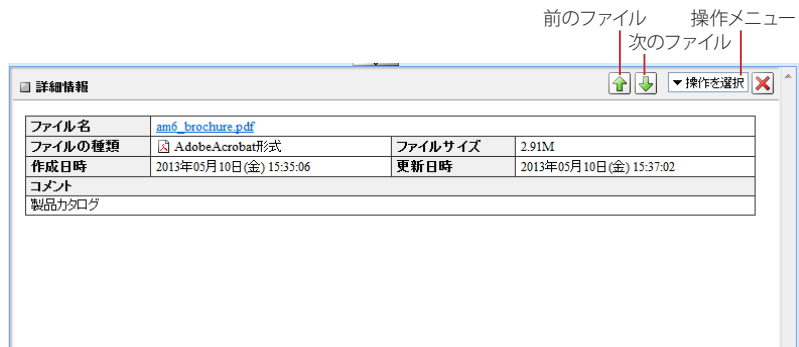 前のファイル 操作メニュー
次のファイル
詳細情報 ▼操作を選択
ファイル名 am6_brochure.pdf
ファイルの種類 AdobeAcrobat形式 ファイルサイズ 2.91M
作成日時 2013年05月10日(金) 15:35:06 更新日時 2013年05月10日(金) 15:37:02
コメント
製品カタログ